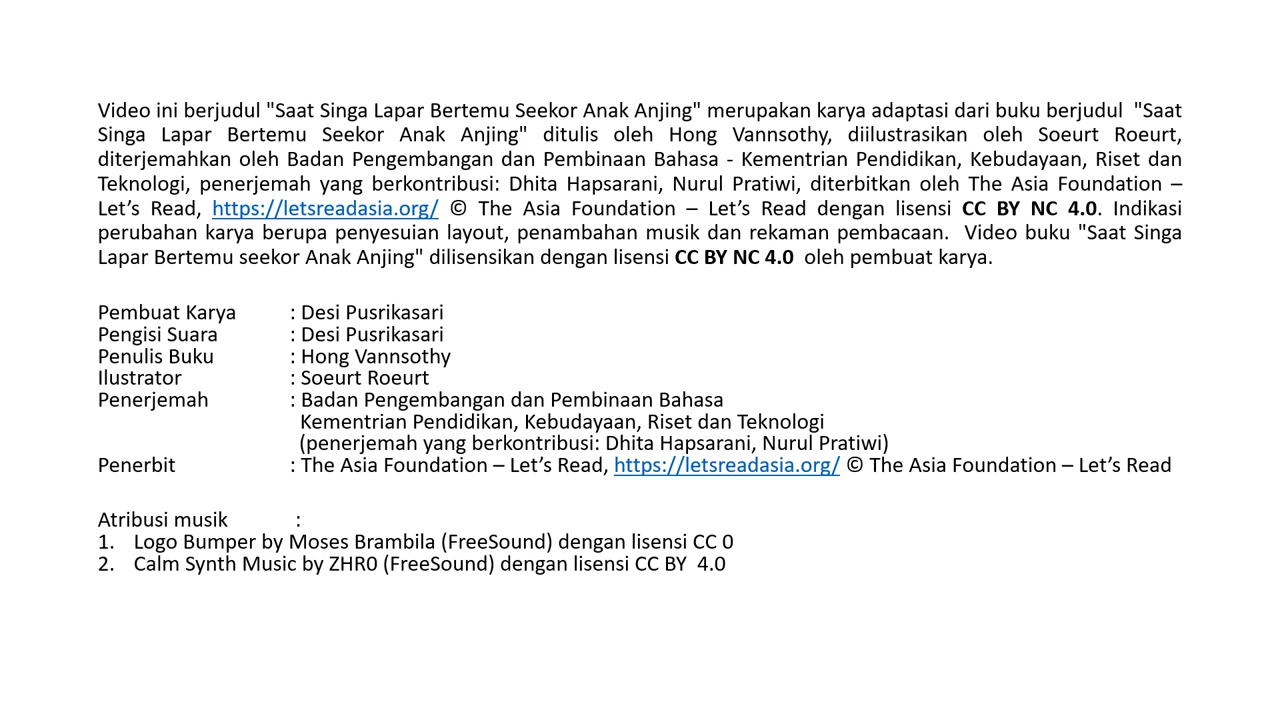 Video ini berjudul "Saat Singa Lapar Bertemu Seekor Anak Anjing" merupakan karya adaptasi dari buku berjudul  "Saat
Singa Lapar Bertemu Seekor Anak Anjing" ditulis oleh Hong Vannsothy, diilustrasikan oleh Soeurt Roeurt,
diterjemahkan oleh Badan Pengembangan dan Pembinaan Bahasa - Kementrian Pendidikan, Kebudayaan, Riset dan
Teknologi, penerjemah yang berkontribusi: Dhita Hapsarani, Nurul Pratiwi, diterbitkan oleh The Asia Foundation –
Let’s Read, https://letsreadasia.org/ © The Asia Foundation – Let’s Read dengan lisensi CC BY NC 4.0. Indikasi
perubahan karya berupa penyesuian layout, penambahan musik dan rekaman pembacaan.  Video buku "Saat Singa
Lapar Bertemu seekor Anak Anjing" dilisensikan dengan lisensi CC BY NC 4.0  oleh pembuat karya.
Pembuat Karya : Desi Pusrikasari
Pengisi Suara : Desi Pusrikasari
Penulis Buku : Hong Vannsothy
Ilustrator : Soeurt Roeurt
Penerjemah : Badan Pengembangan dan Pembinaan Bahasa
Kementrian Pendidikan, Kebudayaan, Riset dan Teknologi
(penerjemah yang berkontribusi: Dhita Hapsarani, Nurul Pratiwi)
Penerbit : The Asia Foundation – Let’s Read, https://letsreadasia.org/ © The Asia Foundation – Let’s Read
Atribusi musik :
1. Logo Bumper by Moses Brambila (FreeSound) dengan lisensi CC 0
2. Calm Synth Music by ZHR0 (FreeSound) dengan lisensi CC BY  4.0